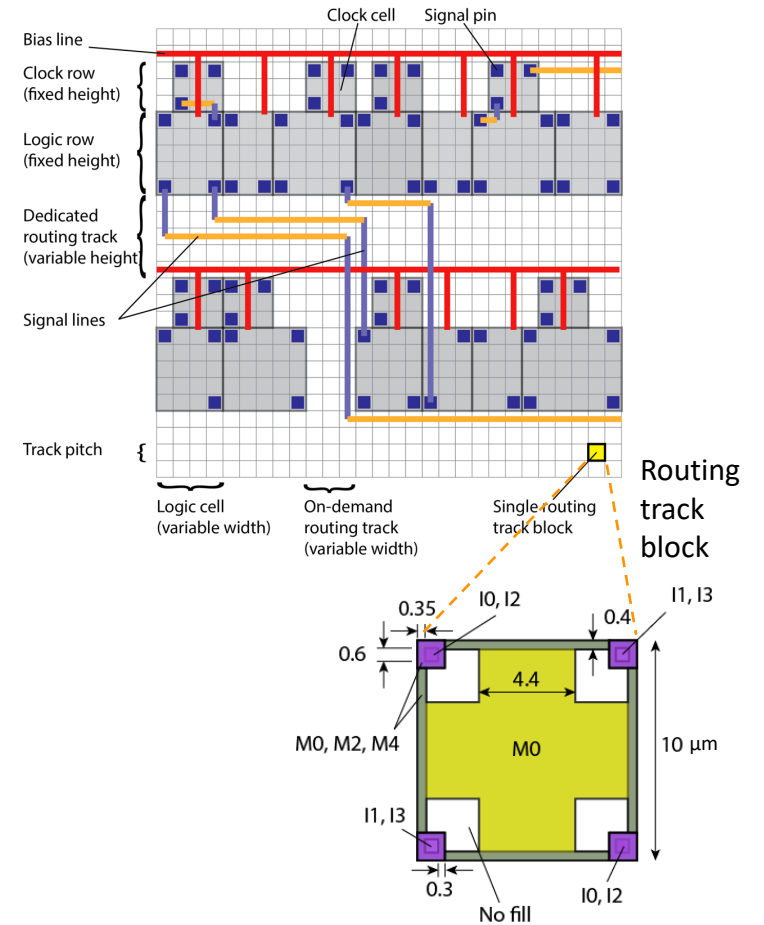 Clock cell
Signal pin
Bias line
Clock row
(fixed height)
Logic row
(fixed height)
Dedicated
routing track
(variable height)
Signal lines
Track pitch
Logic cell
(variable width)
On-demand
routing track
(variable width)
Single routing
track block
Routing
track
block
0.35
I0, I2
I1, I3
0.4
0.6
4.4
M0, M2, M4
M0
10 μm
I1, I3
0.3
I0, I2
No fill